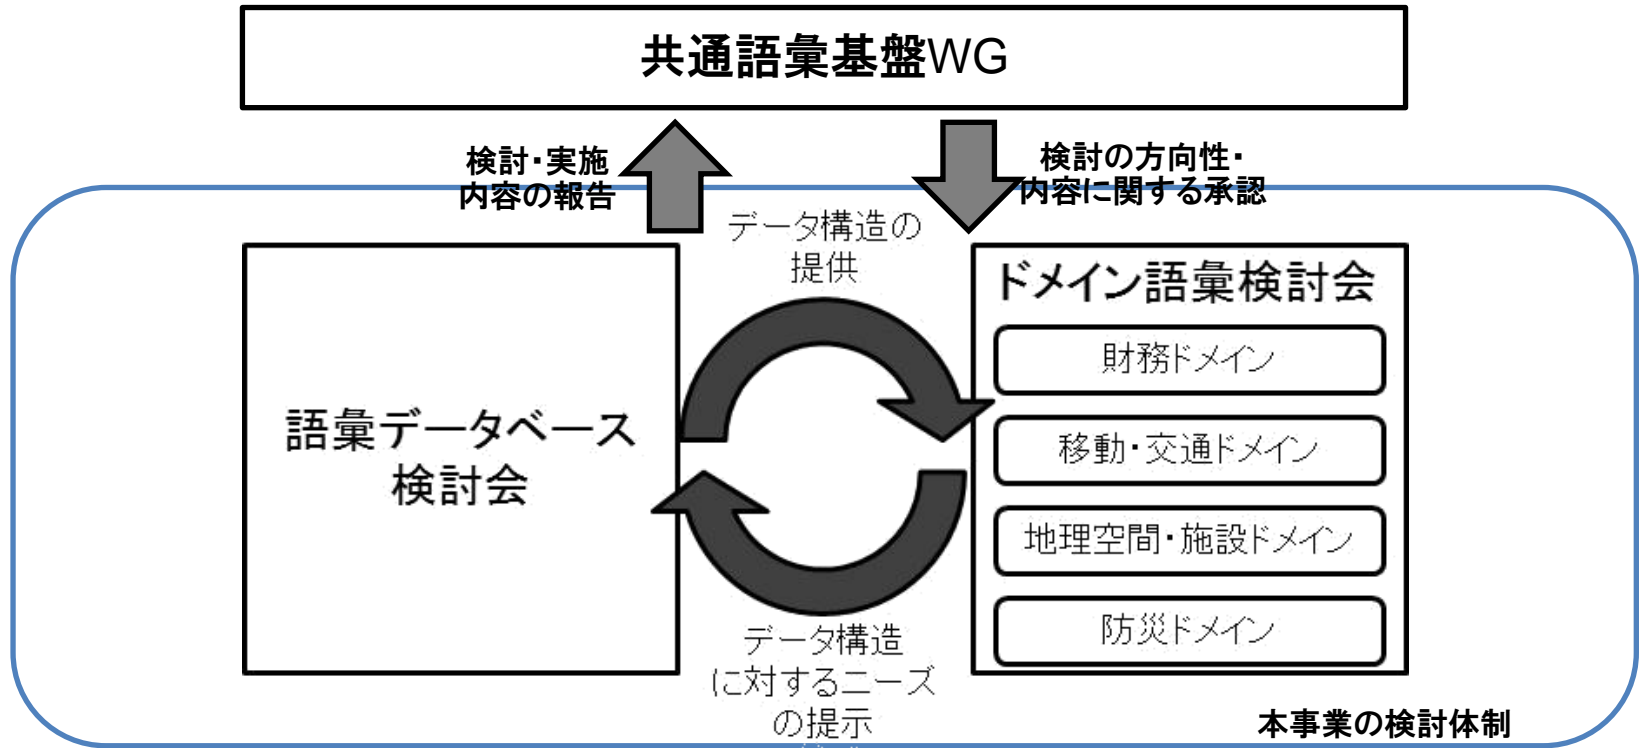 共通語彙基盤WG
検討・実施
内容の報告
検討の方向性・
内容に関する承認
データ構造の
提供
語彙データベース
検討会
ドメイン語彙検討会
財務ドメイン
移動・交通ドメイン
地理空間・施設ドメイン
防災ドメイン
データ構造
に対するニーズ
の提示
本事業の検討体制